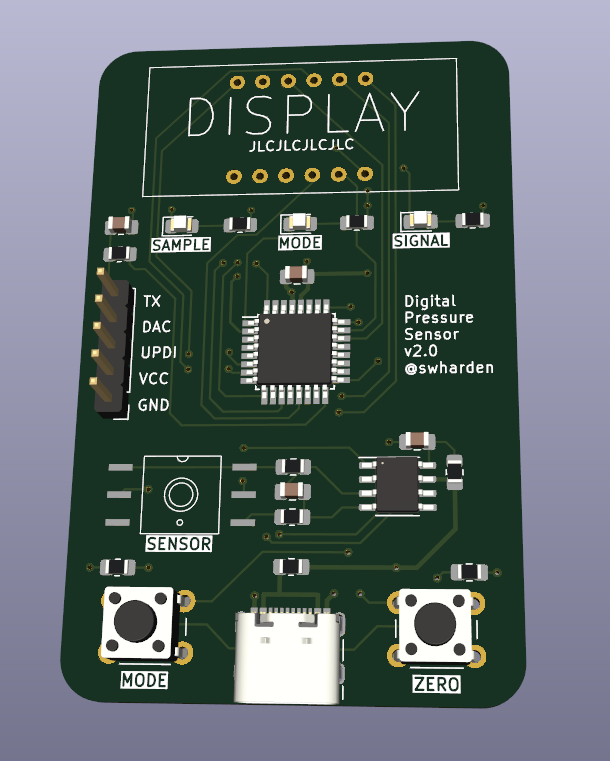 DISPLAY
JLCJLCJLCJLC
SAMPLE
MODE
SIGNAL
TX
DAC
UPDI
VCC
GND
Digital
Pressure
Sensor
v2.0
@swharden
SENSOR
MODE
ZERO